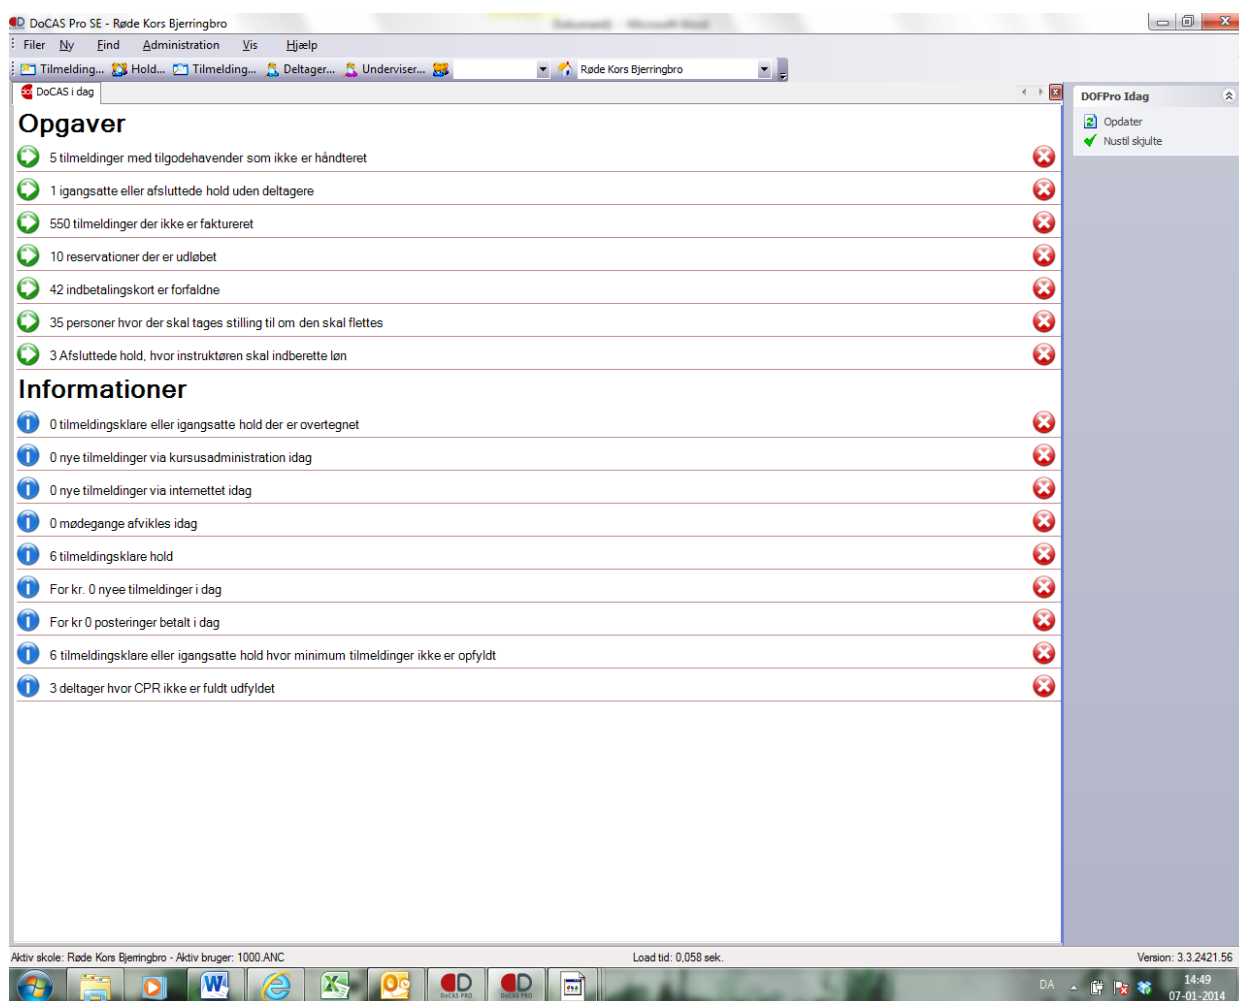 DoCAS Pro SE - Røde Kors Bjerringbro
Filer Ny Find Administration Vis Hjælp
Tilmelding... Hold... Tilmelding... Deltager... Underviser... Røde Kors Bjerringbro
DoCAS i dag
DOFPro Idag
Opdater
Nustil skjulte
Opgaver
5 tilmeldinger med tilgodehavender som ikke er håndteret
1 igangsatte eller afsluttede hold uden deltagere
550 tilmeldinger der ikke er faktureret
10 reservationer der er udløbet
42 indbetalingskort er forfaldne
35 personer hvor der skal tages stilling til om den skal flettes
3 Afsluttede hold, hvor instruktøren skal indberette løn
Informationer
0 tilmeldingsklare eller igangsatte hold der er overtegnet
0 nye tilmeldinger via kursusadministration idag
0 nye tilmeldinger via internettet idag
0 mødegange afvikles idag
6 tilmeldingsklare hold
For kr. 0 nyee tilmeldinger i dag
For kr 0 posteringer betalt i dag
6 tilmeldingsklare eller igangsatte hold hvor minimum tilmeldinger ikke er opfyldt
3 deltager hvor CPR ikke er fuldt udfyldet
Aktiv skole: Røde Kors Bjerringbro - Aktiv bruger: 1000.ANC Load tid: 0,058 sek. Version: 3.3.2421.56
DoCAS PRO DoCAS PRO
DA 14:49
07-01-2014